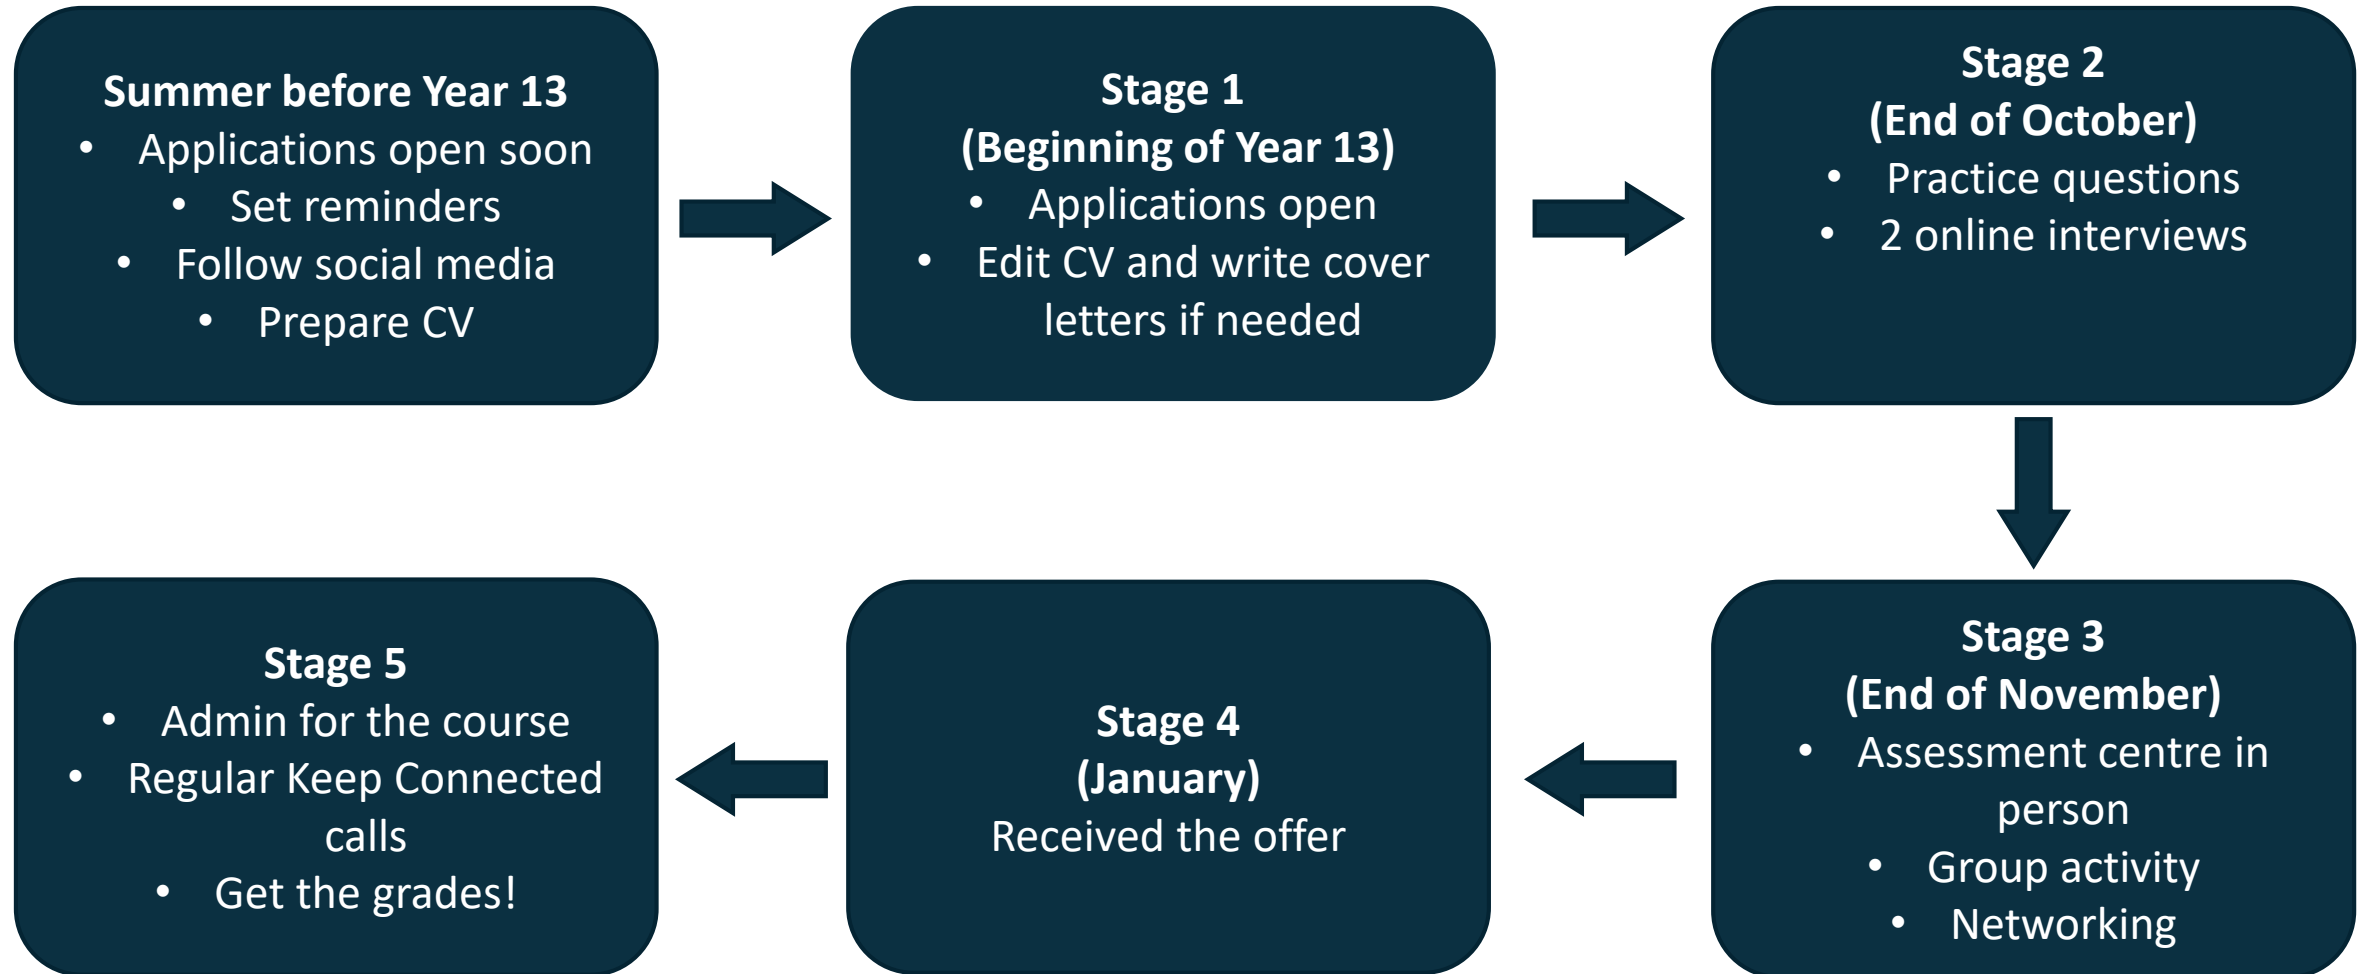 Summer before Year 13
• Applications open soon
• Set reminders
• Follow social media
• Prepare CV
Stage 1
(Beginning of Year 13)
• Applications open
• Edit CV and write cover
letters if needed
Stage 2
(End of October)
• Practice questions
• 2 online interviews
Stage 3
(End of November)
• Assessment centre in
person
• Group activity
• Networking
Stage 4
(January)
Received the offer
Stage 5
• Admin for the course
• Regular Keep Connected
calls
• Get the grades!